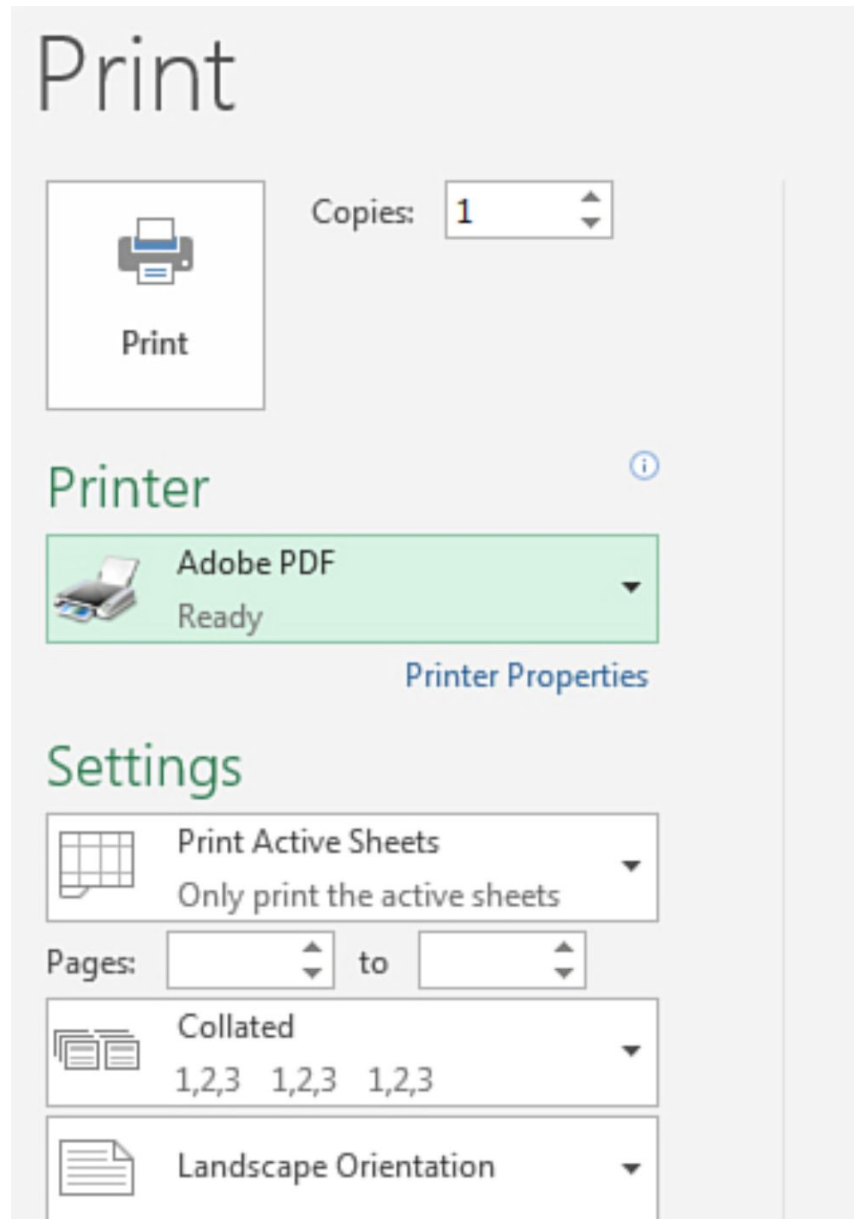 Print
Copies: 1
Print
Printer
Adobe PDF
Ready
Printer Properties
Settings
Print Active Sheets
Only print the active sheets
Pages: to
Collated
1,2,3 1,2,3 1,2,3
Landscape Orientation